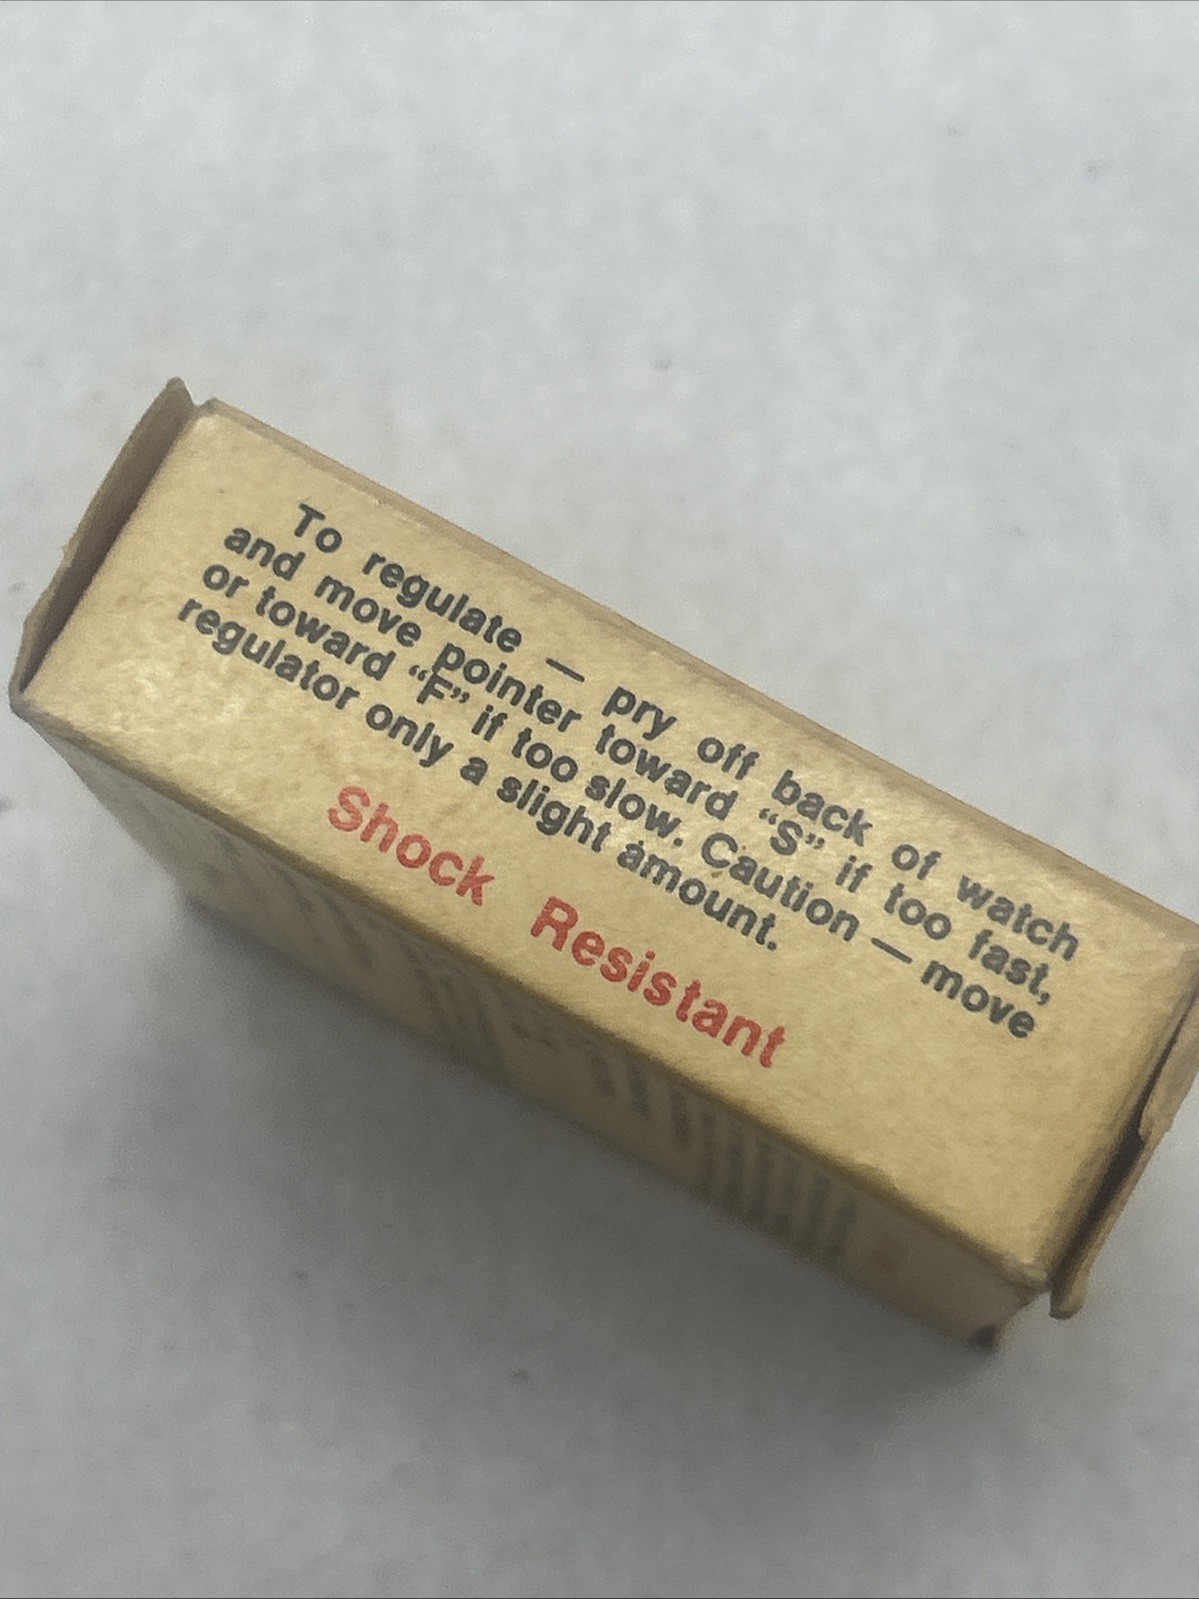 To regulate — pry off back of watch
and move pointer toward “S” if too fast,
or toward “F” if too slow. Caution — move
regulator only a slight amount.
Shock Resistant